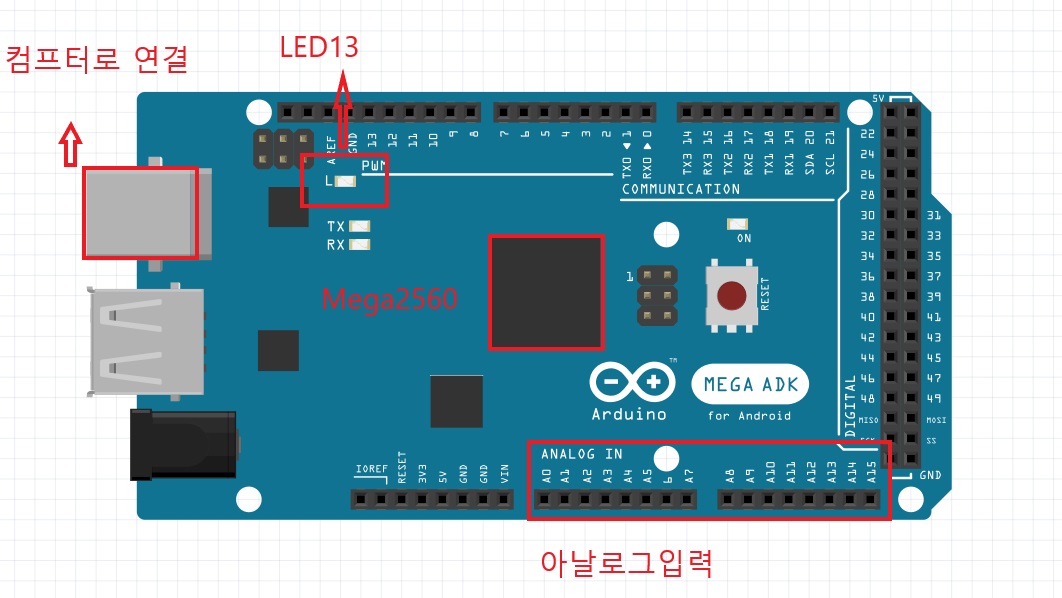 LED13
컴프터로 연결
5V
AREF
GND
13
12
11
10
9
8
7
6
5
4
3
2
TX0 ◀ 1
RX0 ▶ 0
TX3 14
RX3 15
TX2 16
RX2 17
TX1 18
RX1 19
SDA 20
SCL 21
PWM
L
COMMUNICATION
TX
RX
ON
1
RESET
Mega2560
22
24
26
28
30 31
32 33
34 35
36 37
38 39
40 41
42 43
44 45
46 47
48 49
MISO MOSI
SS
GND
DIGITAL
Arduino
TM
MEGA ADK
for Android
IOREF
RESET
3V3
5V
GND
GND
VIN
ANALOG IN
A0
A1
A2
A3
A4
A5
A7
A8
A9
A10
A11
A12
A13
A14
A15
아날로그입력